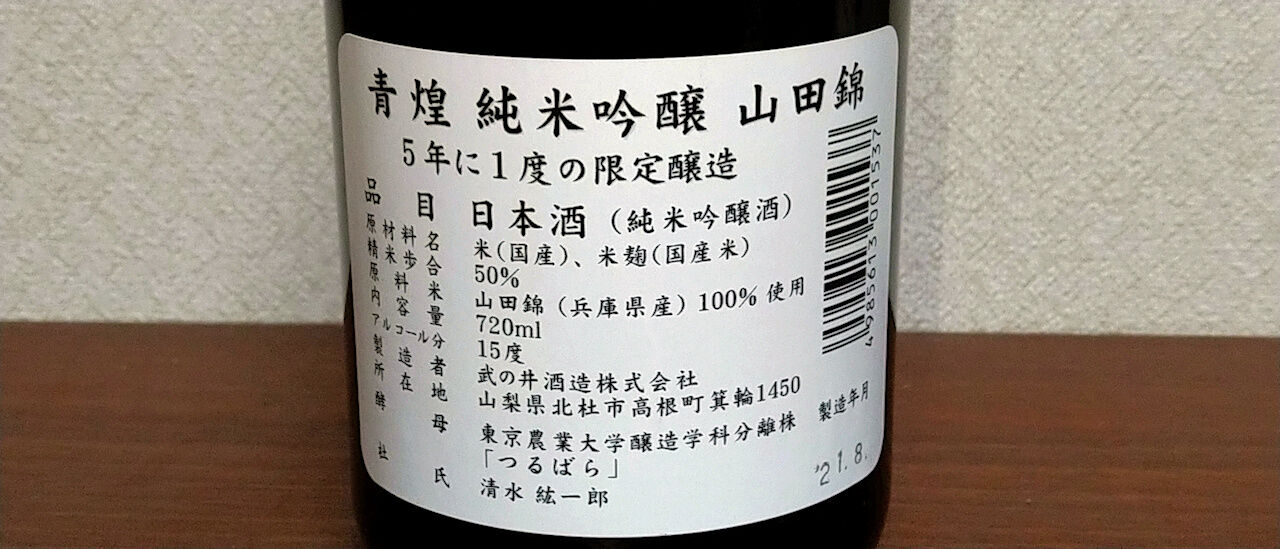 青煌 純米吟醸 山田錦
5年に1度の限定醸造
品目 日本酒(純米吟醸酒)
原材料名 米(国産)、米麹(国産米)
精米歩合 50%
原料米 山田錦(兵庫県産)100%使用
内容量 720ml
アルコール分 15度
製造者 武の井酒造株式会社
所在地 山梨県北杜市高根町箕輪1450
酵母 東京農業大学醸造学科分離株
「つるばら」
杜氏 清水 紘一郎
4985613001537
製造年月
'21.8.